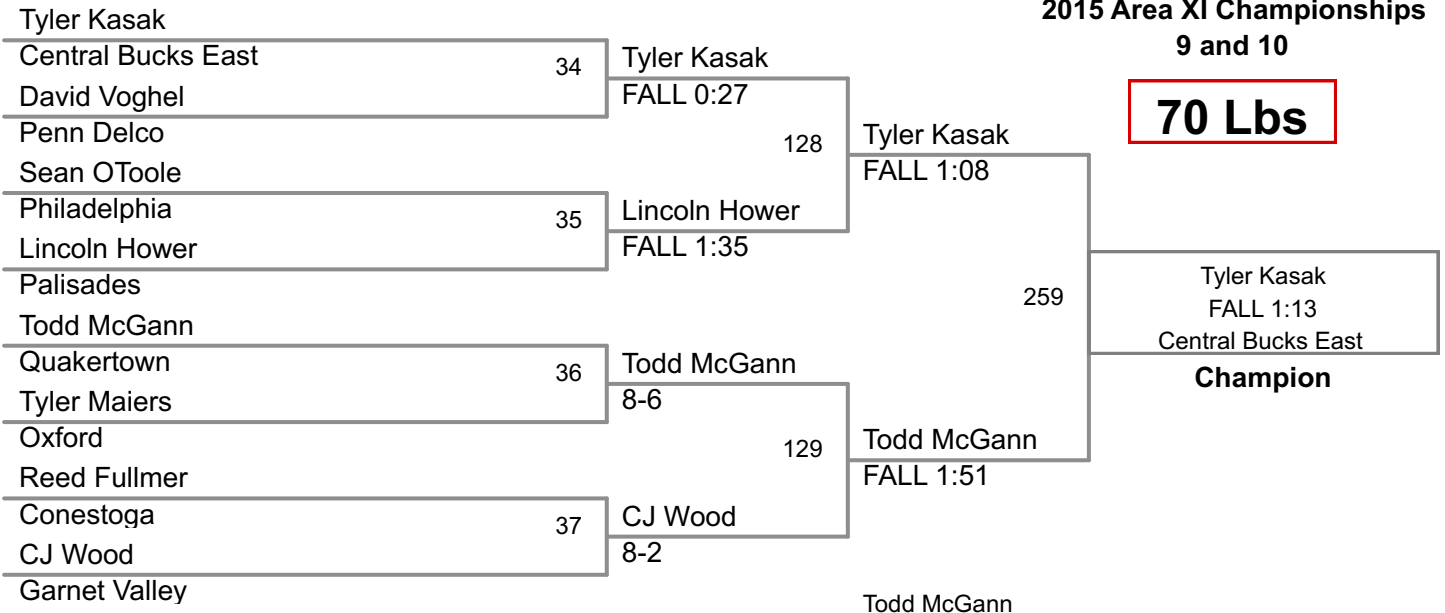 2015 Area XI Championships
9 and 10
70 Lbs
Tyler Kasak
Central Bucks East
David Voghel
Penn Delco
Sean OToole
Philadelphia
Lincoln Hower
Palisades
Todd McGann
Quakertown
Tyler Maiers
Oxford
Reed Fullmer
Conestoga
CJ Wood
Garnet Valley
34
35
36
37
Tyler Kasak
FALL 0:27
Lincoln Hower
FALL 1:35
Todd McGann
8-6
CJ Wood
8-2
128
129
Tyler Kasak
FALL 1:08
Todd McGann
FALL 1:51
259
Tyler Kasak
FALL 1:13
Central Bucks East
Champion
Todd McGann